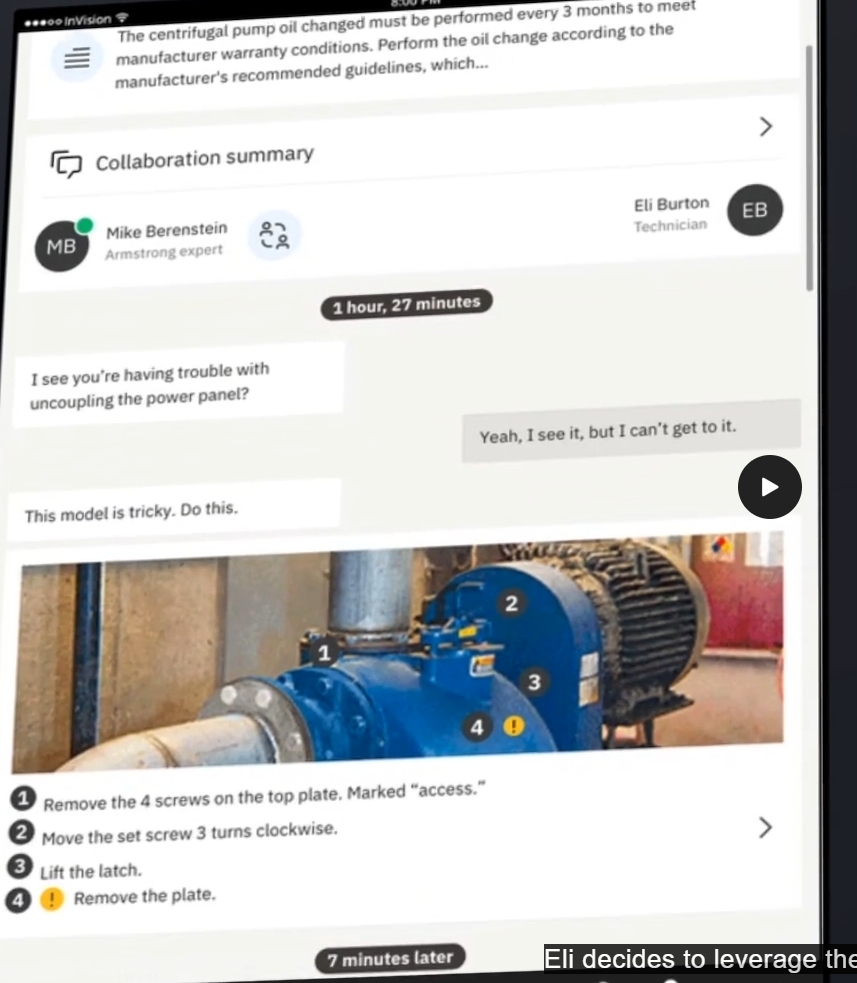 ●●●○○ InVision
8:00 PM
The centrifugal pump oil changed must be performed every 3 months to meet
manufacturer warranty conditions. Perform the oil change according to the
manufacturer's recommended guidelines, which...
Collaboration summary
MB
Mike Berenstein
Armstrong expert
Eli Burton
Technician
EB
1 hour, 27 minutes
I see you're having trouble with
uncoupling the power panel?
Yeah, I see it, but I can't get to it.
This model is tricky. Do this.
1
2
3
4 !
1 Remove the 4 screws on the top plate. Marked “access.”
2 Move the set screw 3 turns clockwise.
3 Lift the latch.
4 ! Remove the plate.
7 minutes later
Eli decides to leverage the